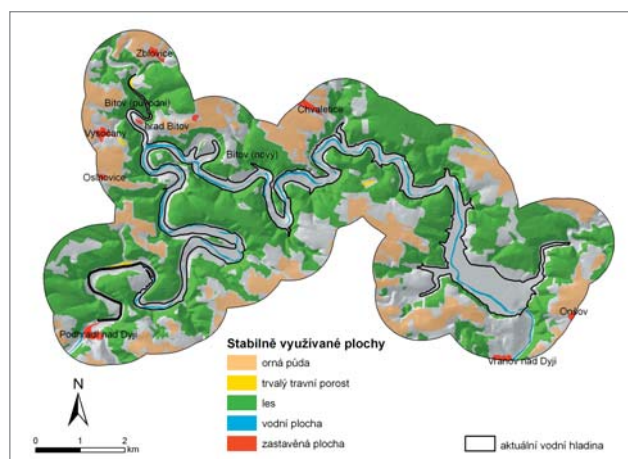 Zblovice
Bítov (původní)
hrad Bítov
Vysočany
Chvaletice
Bítov (nový)
Oslnovice
Podhradí nad Dyjí
Onšov
Vranov nad Dyjí
Stabilně využívané plochy
orná půda
trvalý travní porost
les
vodní plocha
zastavěná plocha
aktuální vodní hladina
N
0 1 2
km